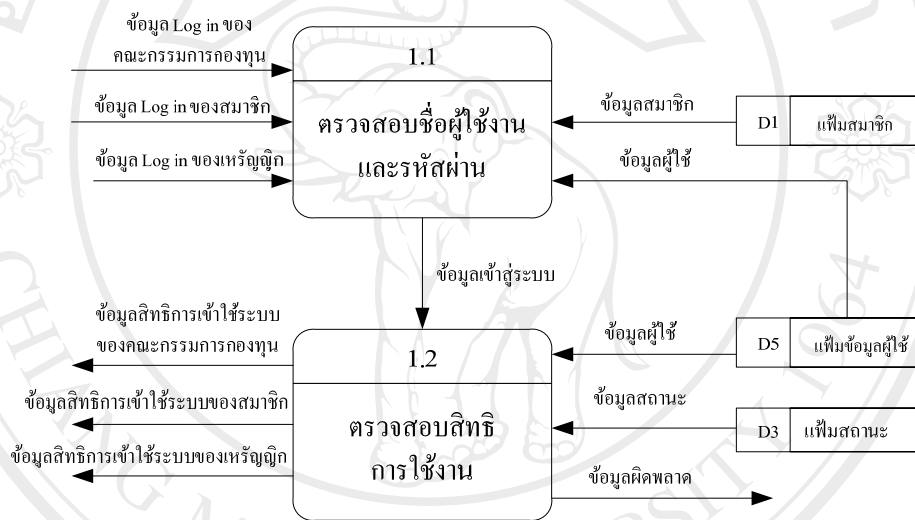 ข้อมูล Log in ของ
คณะกรรมการกองทุน
ข้อมูล Log in ของสมาชิก
ข้อมูล Log in ของเหรัญญิก
1.1
ตรวจสอบชื่อผู้ใช้งาน
และรหัสผ่าน
ข้อมูลสมาชิก
D1 แฟ้มสมาชิก
ข้อมูลผู้ใช้
ข้อมูลเข้าสู่ระบบ
ข้อมูลสิทธิการเข้าใช้ระบบ
ของคณะกรรมการกองทุน
ข้อมูลสิทธิการเข้าใช้ระบบของสมาชิก
ข้อมูลสิทธิการเข้าใช้ระบบของเหรัญญิก
1.2
ตรวจสอบสิทธิ
การใช้งาน
ข้อมูลผู้ใช้
D5 แฟ้มข้อมูลผู้ใช้
ข้อมูลสถานะ
D3 แฟ้มสถานะ
ข้อมูลผิดพลาด
CHIANG M
RSITY 1964